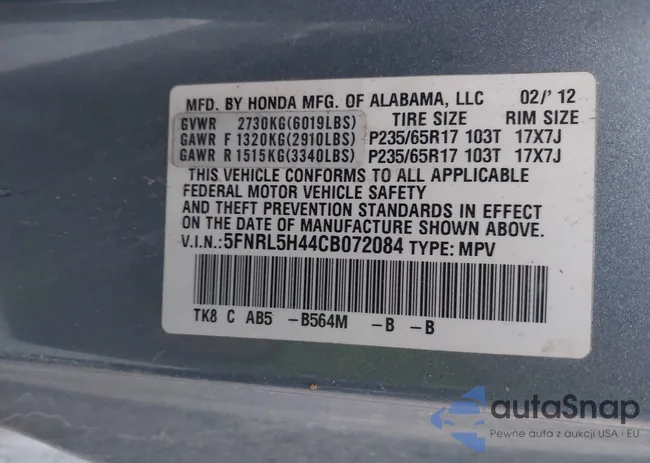 MFD. BY HONDA MFG. OF ALABAMA, LLC 02/'12
GVWR 2730KG(6019LBS) TIRE SIZE RIM SIZE
GAWR F 1320KG(2910LBS) P235/65R17 103T 17X7J
GAWR R 1515KG(3340LBS) P235/65R17 103T 17X7J
THIS VEHICLE CONFORMS TO ALL APPLICABLE
FEDERAL MOTOR VEHICLE SAFETY
AND THEFT PREVENTION STANDARDS IN EFFECT
ON THE DATE OF MANUFACTURE SHOWN ABOVE.
V.I.N.:5FNRL5H44CB072084 TYPE: MPV
TK8 C AB5 -B564M -B -B
autoSnap
Pewne auta z aukcji USA i EU